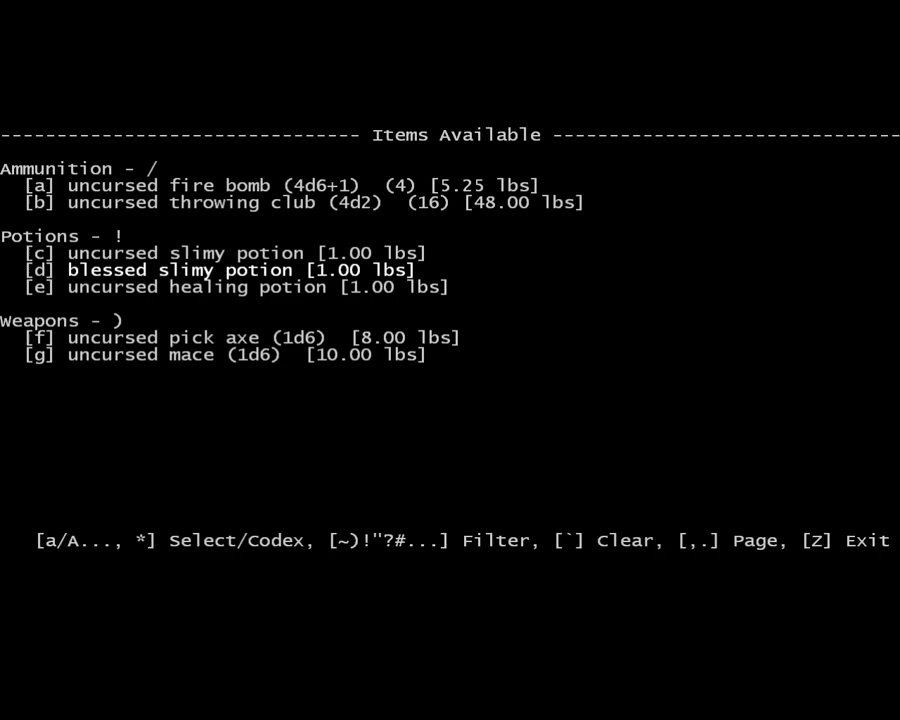 -------------------------------- Items Available -------------------------------
Ammunition - /
[a] uncursed fire bomb (4d6+1)  (4) [5.25 lbs]
[b] uncursed throwing club (4d2)  (16) [48.00 lbs]
Potions - !
[c] uncursed slimy potion [1.00 lbs]
[d] blessed slimy potion [1.00 lbs]
[e] uncursed healing potion [1.00 lbs]
Weapons - )
[f] uncursed pick axe (1d6)  [8.00 lbs]
[g] uncursed mace (1d6)  [10.00 lbs]
[a/A..., *] Select/Codex, [~)!"?#...] Filter, [`] Clear, [,.] Page, [Z] Exit